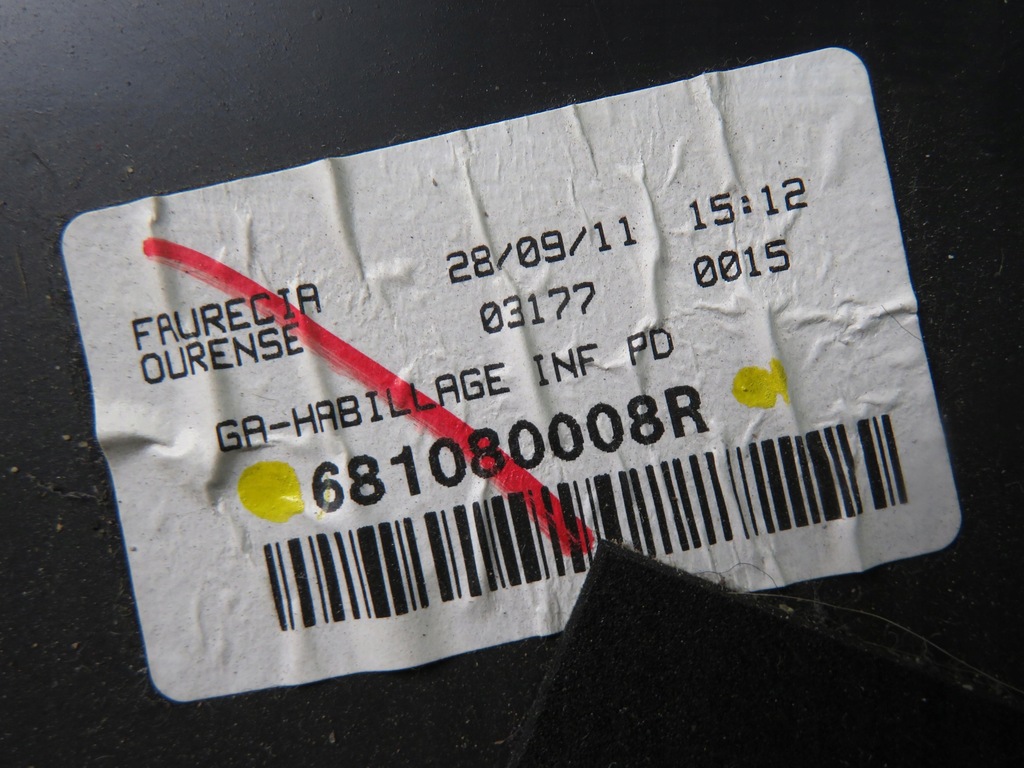 28/09/11 15:12
03177 0015
FAURECIA
OURENSE
GA-HABILLAGE INF PD
681080008R